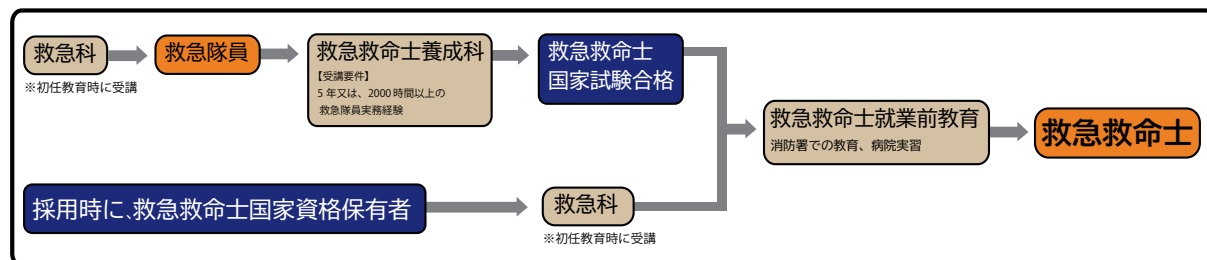 救急科
※初任教育時に受講
救急隊員
救急救命士養成科
【受講要件】
5年又は、2000時間以上の
救急隊員実務経験
救急救命士
国家試験合格
採用時に、救急救命士国家資格保有者
救急科
※初任教育時に受講
救急救命士就業前教育
消防署での教育、病院実習
救急救命士